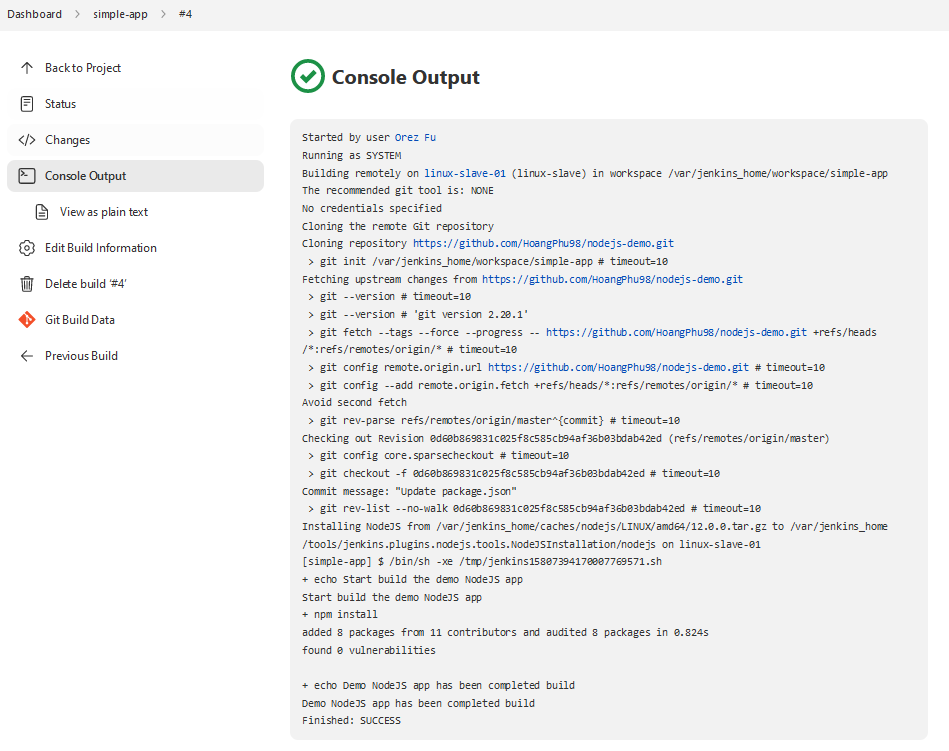 Dashboard > simple-app > #4
Back to Project
Status
Changes
Console Output
View as plain text
Edit Build Information
Delete build ‘#4’
Git Build Data
Previous Build
Console Output
Started by user Orez Fu
Running as SYSTEM
Building remotely on linux-slave-01 (linux-slave) in workspace /var/jenkins_home/workspace/simple-app
The recommended git tool is: NONE
No credentials specified
Cloning the remote Git repository
Cloning repository https://github.com/HoangPhu98/nodejs-demo.git
 > git init /var/jenkins_home/workspace/simple-app # timeout=10
Fetching upstream changes from https://github.com/HoangPhu98/nodejs-demo.git
 > git --version # timeout=10
 > git --version # 'git version 2.20.1'
 > git fetch --tags --force --progress -- https://github.com/HoangPhu98/nodejs-demo.git +refs/heads
/*:refs/remotes/origin/* # timeout=10
 > git config remote.origin.url https://github.com/HoangPhu98/nodejs-demo.git # timeout=10
 > git config --add remote.origin.fetch +refs/heads/*:refs/remotes/origin/* # timeout=10
Avoid second fetch
 > git rev-parse refs/remotes/origin/master^{commit} # timeout=10
Checking out Revision 0d60b869831c025f8c585cb94af36b03bdab42ed (refs/remotes/origin/master)
 > git config core.sparsecheckout # timeout=10
 > git checkout -f 0d60b869831c025f8c585cb94af36b03bdab42ed # timeout=10
Commit message: "Update package.json"
 > git rev-list --no-walk 0d60b869831c025f8c585cb94af36b03bdab42ed # timeout=10
Installing NodeJS from /var/jenkins_home/caches/nodejs/LINUX/amd64/12.0.0.tar.gz to /var/jenkins_home
/tools/jenkins.plugins.nodejs.tools.NodeJSInstallation/nodejs on linux-slave-01
[simple-app] $ /bin/sh -xe /tmp/jenkins15807394170007769571.sh
+ echo Start build the demo NodeJS app
Start build the demo NodeJS app
+ npm install
added 8 packages from 11 contributors and audited 8 packages in 0.824s
found 0 vulnerabilities

+ echo Demo NodeJS app has been completed build
Demo NodeJS app has been completed build
Finished: SUCCESS